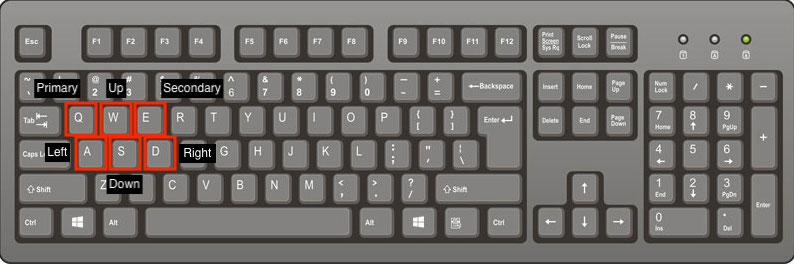 Esc F1 F2 F3 F4 F5 F6 F7 F8 F9 F10 F11 F12 Print Screen Sys Rq Scroll Lock Pause Break 1 A
~ @ 2 # 3 ^ 6 & 7 * 8 ( 9 ) 0 _ - + = Backspace Insert Home Page Up Num Lock / * −
Primary Up Secondary
Tab Q W E R T Y U I O P { [ } ] Enter Delete End Page Down 7 Home 8 9 PgUp +
Caps L A S D G H J K L : ; " ' | \ 4 5 6
Left Right
Shift Z C V B N M < , > . ? / Shift 1 End 2 3 PgDn Enter
Down
Ctrl Alt Alt Ctrl 0 Ins * Del